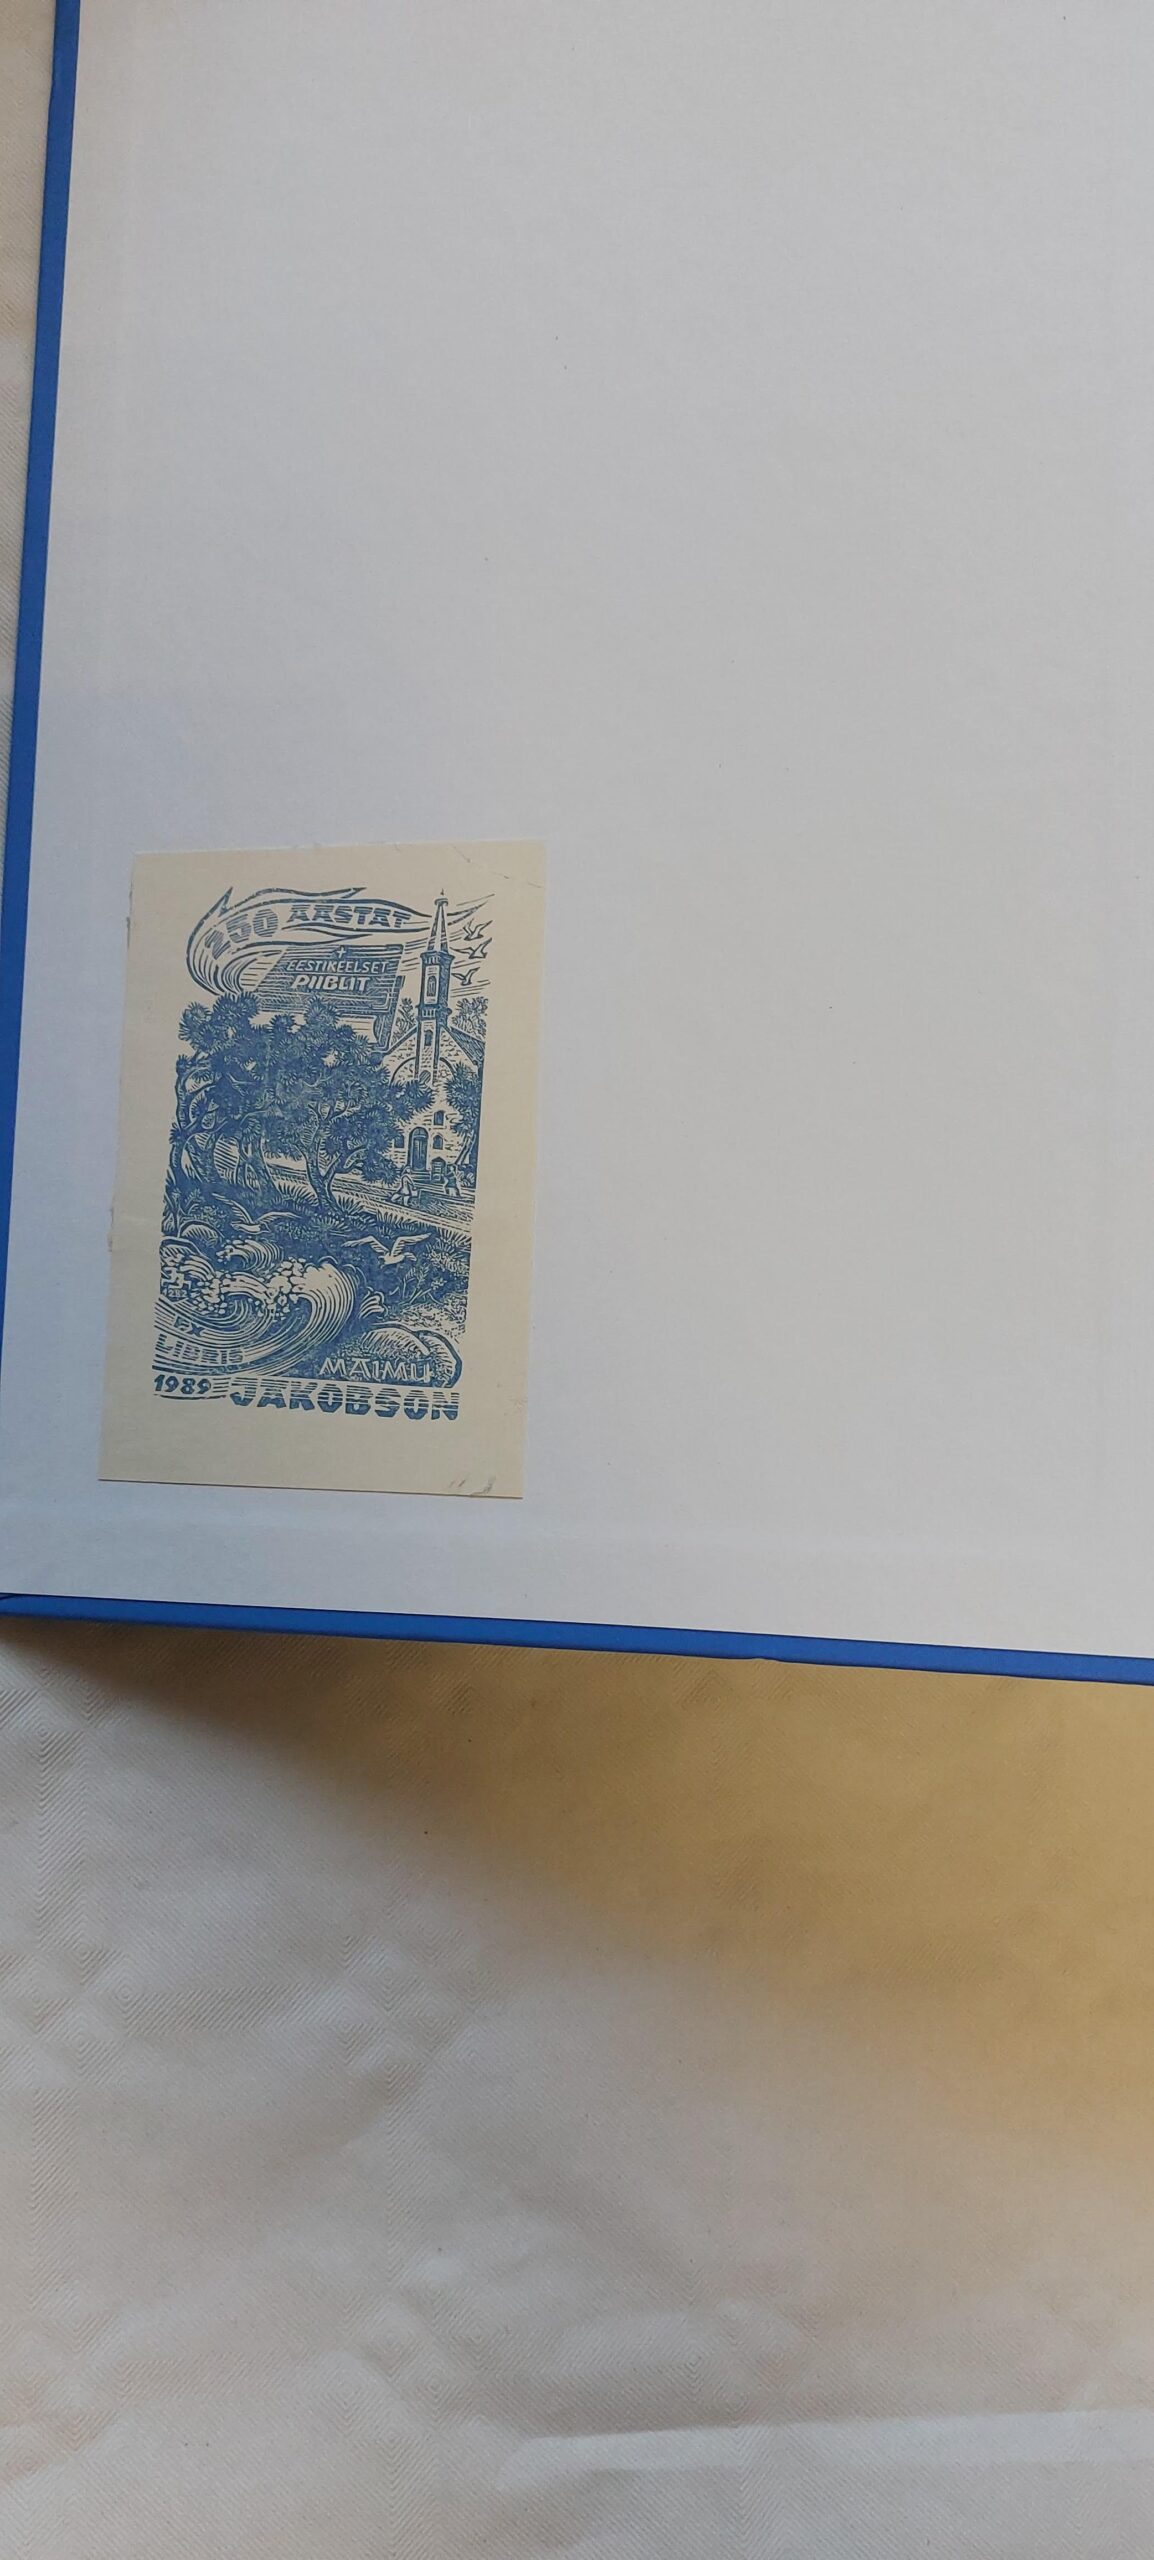 250 AASTAT
EESTIKEELSET
PIIBLIT
EX
LIBRIS
MAIMU
1989 JAKOBSON